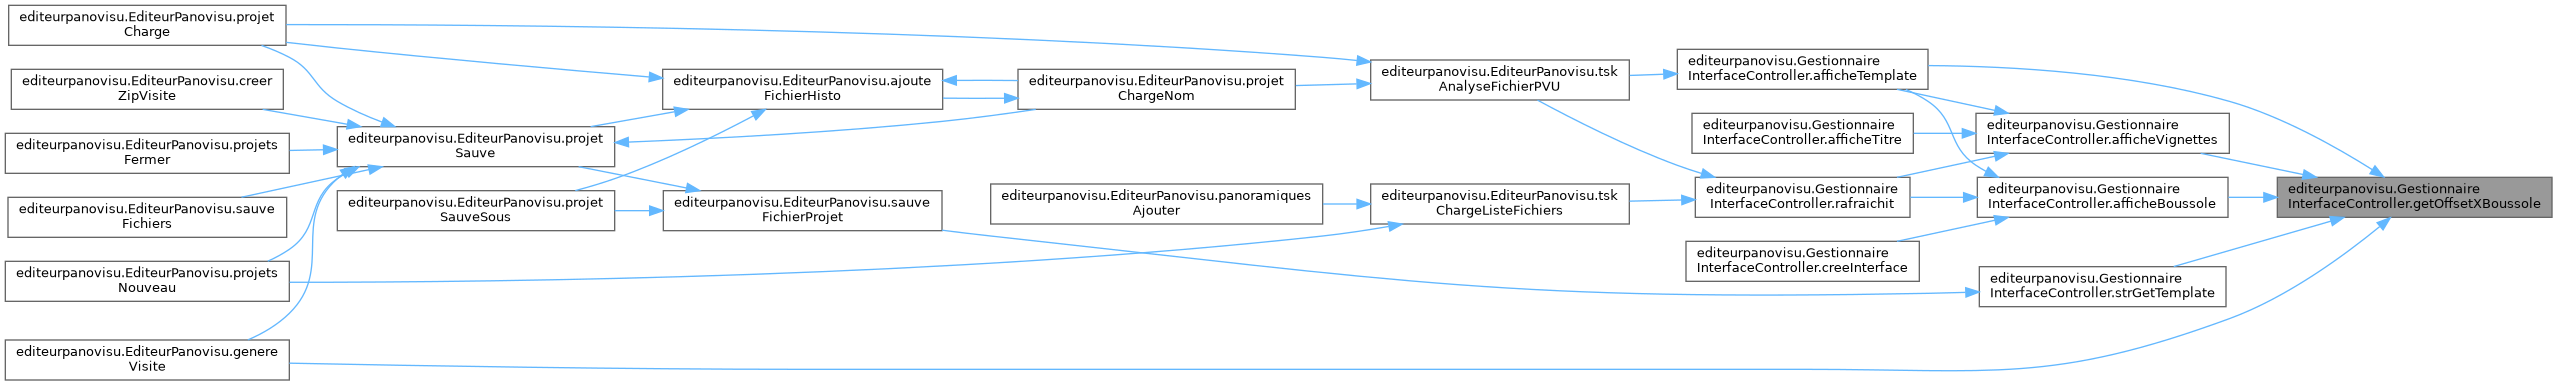 editeurpanovisu.EditeurPanovisu.projet
Charge
editeurpanovisu.EditeurPanovisu.creer
ZipVisite
editeurpanovisu.EditeurPanovisu.projets
Fermer
editeurpanovisu.EditeurPanovisu.sauve
Fichiers
editeurpanovisu.EditeurPanovisu.projets
Nouveau
editeurpanovisu.EditeurPanovisu.genere
Visite
editeurpanovisu.EditeurPanovisu.projet
Sauve
editeurpanovisu.EditeurPanovisu.projet
SauveSous
editeurpanovisu.EditeurPanovisu.ajoute
FichierHisto
editeurpanovisu.EditeurPanovisu.sauve
FichierProjet
editeurpanovisu.EditeurPanovisu.projet
ChargeNom
editeurpanovisu.EditeurPanovisu.panoramiques
Ajouter
editeurpanovisu.EditeurPanovisu.tsk
AnalyseFichierPVU
editeurpanovisu.EditeurPanovisu.tsk
ChargeListeFichiers
editeurpanovisu.Gestionnaire
InterfaceController.afficheTemplate
editeurpanovisu.Gestionnaire
InterfaceController.afficheTitre
editeurpanovisu.Gestionnaire
InterfaceController.rafraichit
editeurpanovisu.Gestionnaire
InterfaceController.creeInterface
editeurpanovisu.Gestionnaire
InterfaceController.afficheVignettes
editeurpanovisu.Gestionnaire
InterfaceController.afficheBoussole
editeurpanovisu.Gestionnaire
InterfaceController.strGetTemplate
editeurpanovisu.Gestionnaire
InterfaceController.getOffsetXBoussole